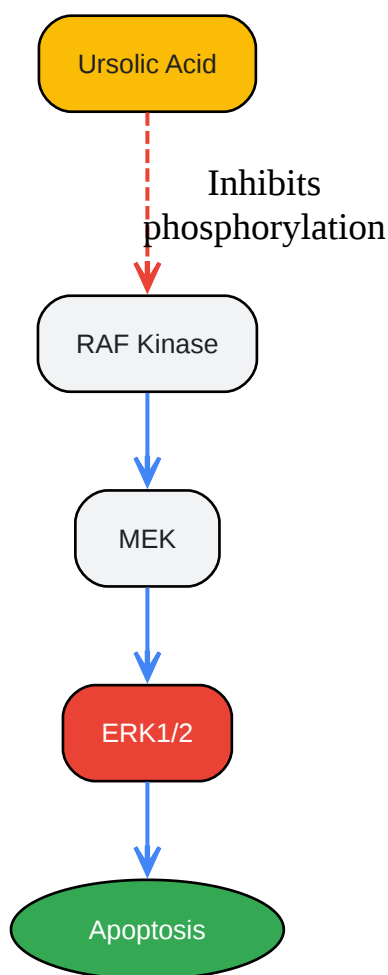 Ursolic Acid
Inhibits
phosphorylation
RAF Kinase
MEK
ERK1/2
Apoptosis